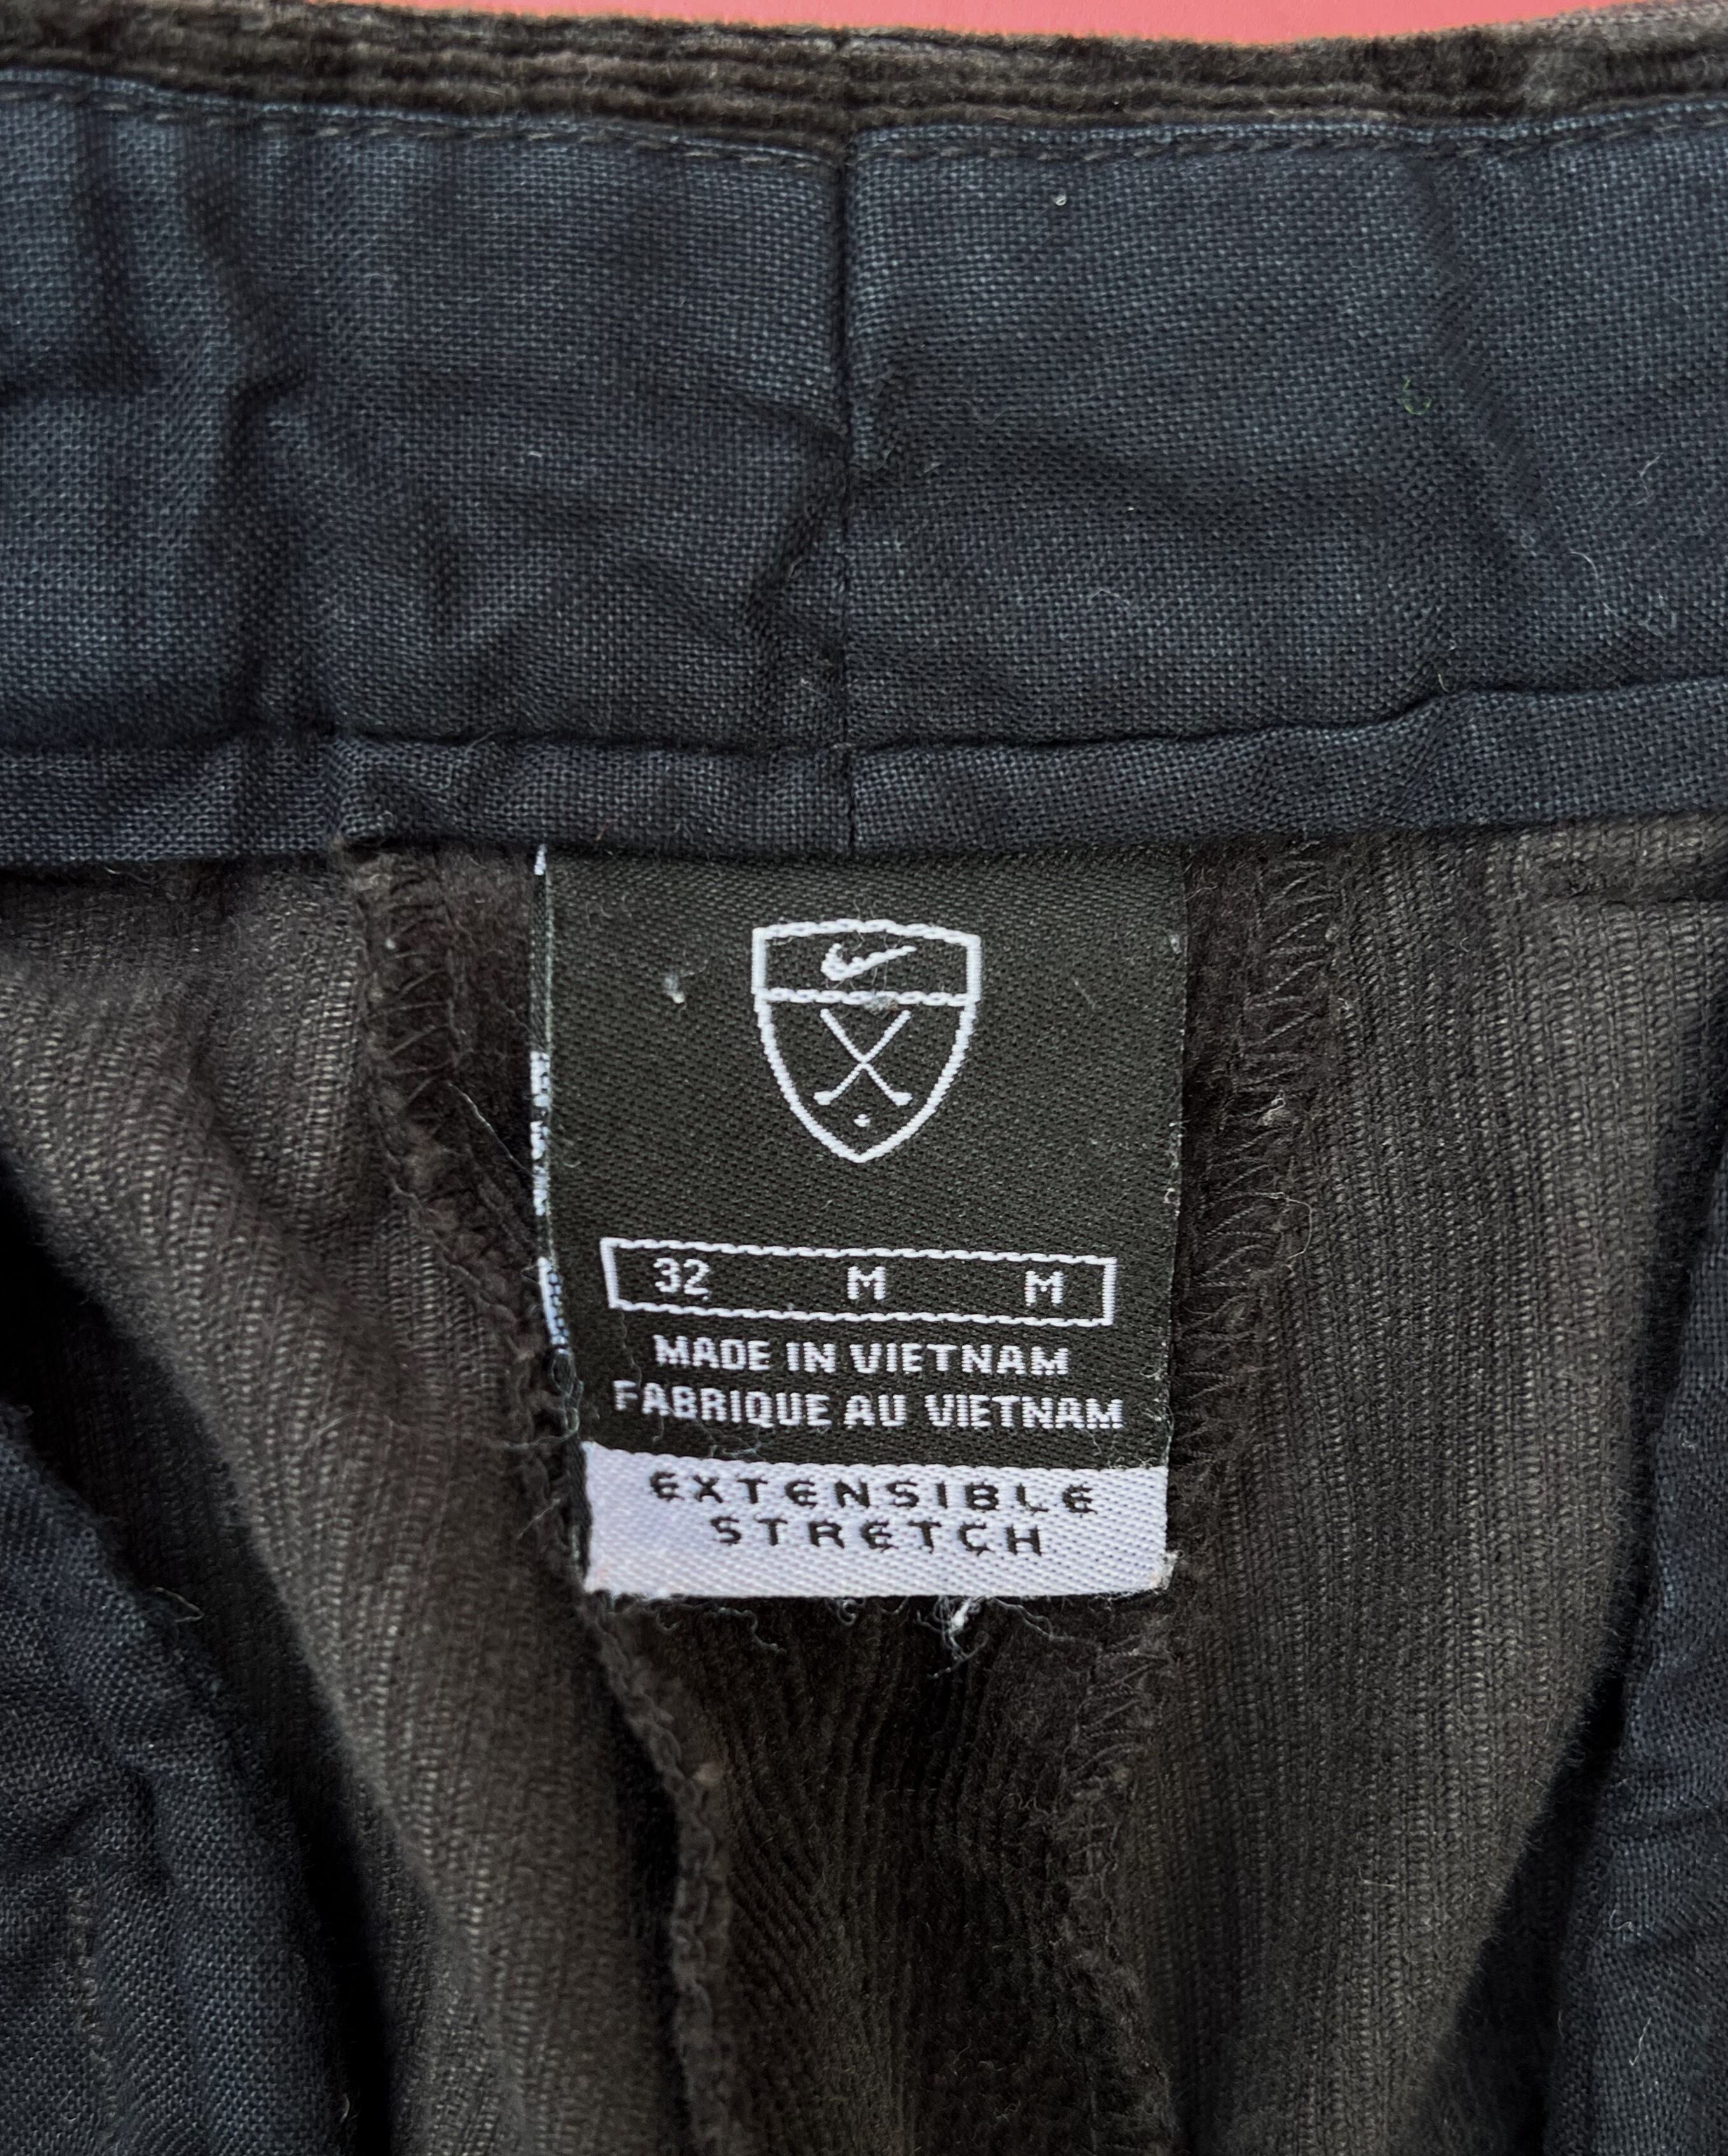 32 M M
MADE IN VIETNAM
FABRIQUE AU VIETNAM
EXTENSIBLE
STRETCH